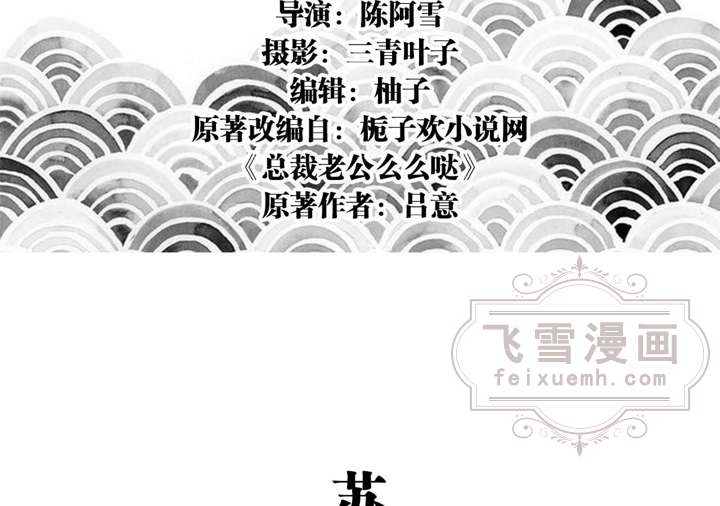 导演：陈阿雪
摄影：三青叶子
编辑：柚子
原著改编自：栀子欢小说网
《总裁老公么么哒》
原著作者：吕意
飞雪漫画
feixuemh.com
苏